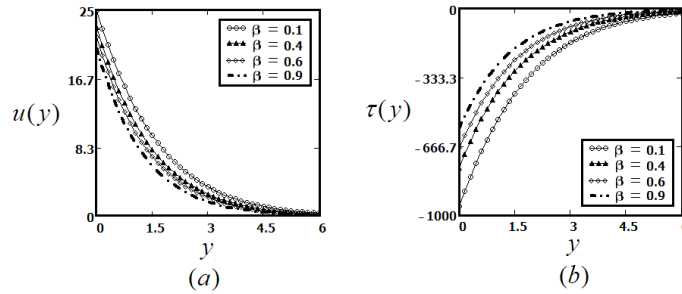 25
16.7
8.3
0
u(y)
β = 0.1
β = 0.4
β = 0.6
β = 0.9
0 1.5 3 4.5 6
y
(a)
0
-333.3
-666.7
-1000
τ(y)
β = 0.1
β = 0.4
β = 0.6
β = 0.9
0 1.5 3 4.5
y
(b)